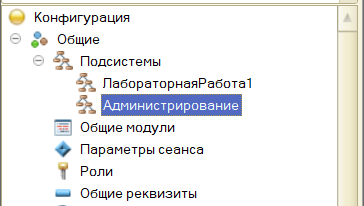 Конфигурация
Общие
Подсистемы
ЛабораторнаяРабота1
Администрирование
Общие модули
Параметры сеанса
Роли
Общие реквизиты